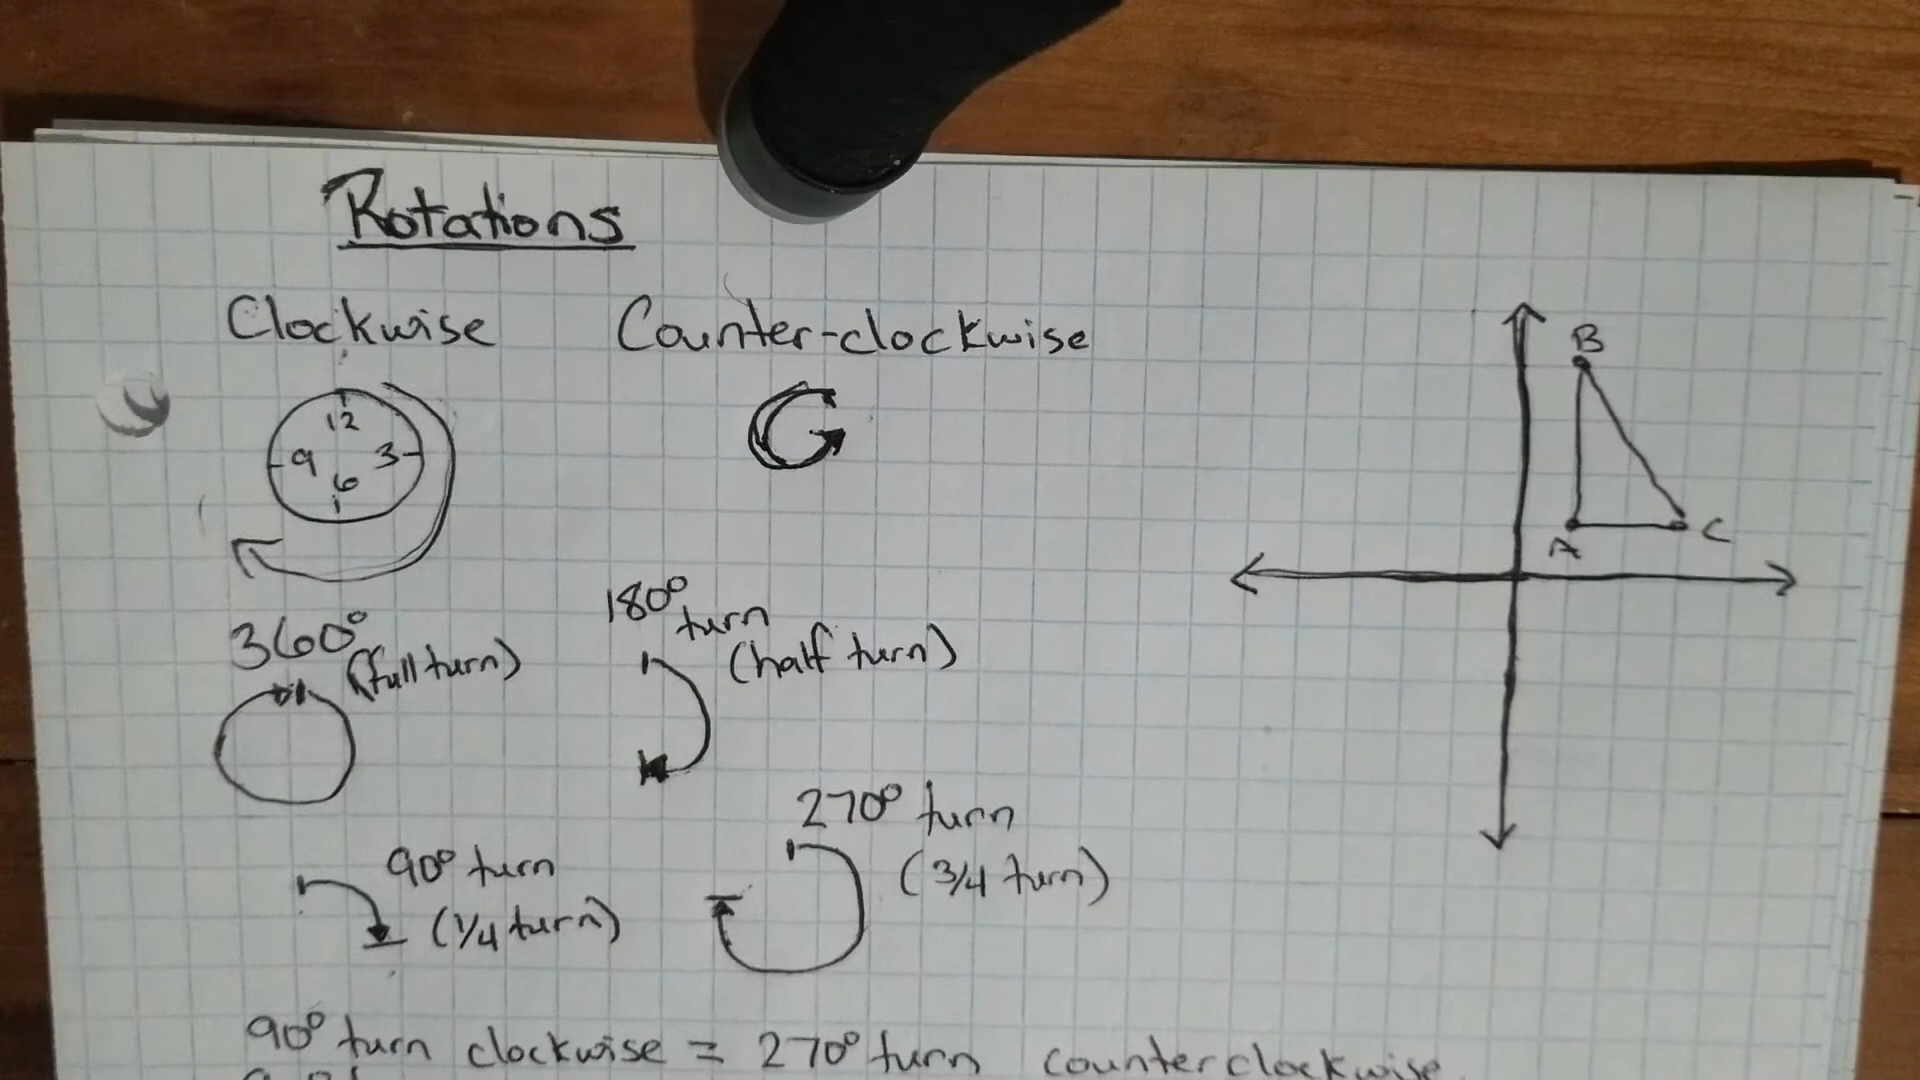 Rotations
Clockwise
Counter-clockwise
12
9 3
6
360°
(full turn)
180°
turn
(half turn)
270° turn
(3/4 turn)
90° turn
(1/4 turn)
90° turn clockwise = 270° turn counterclockwise.
B
A
C